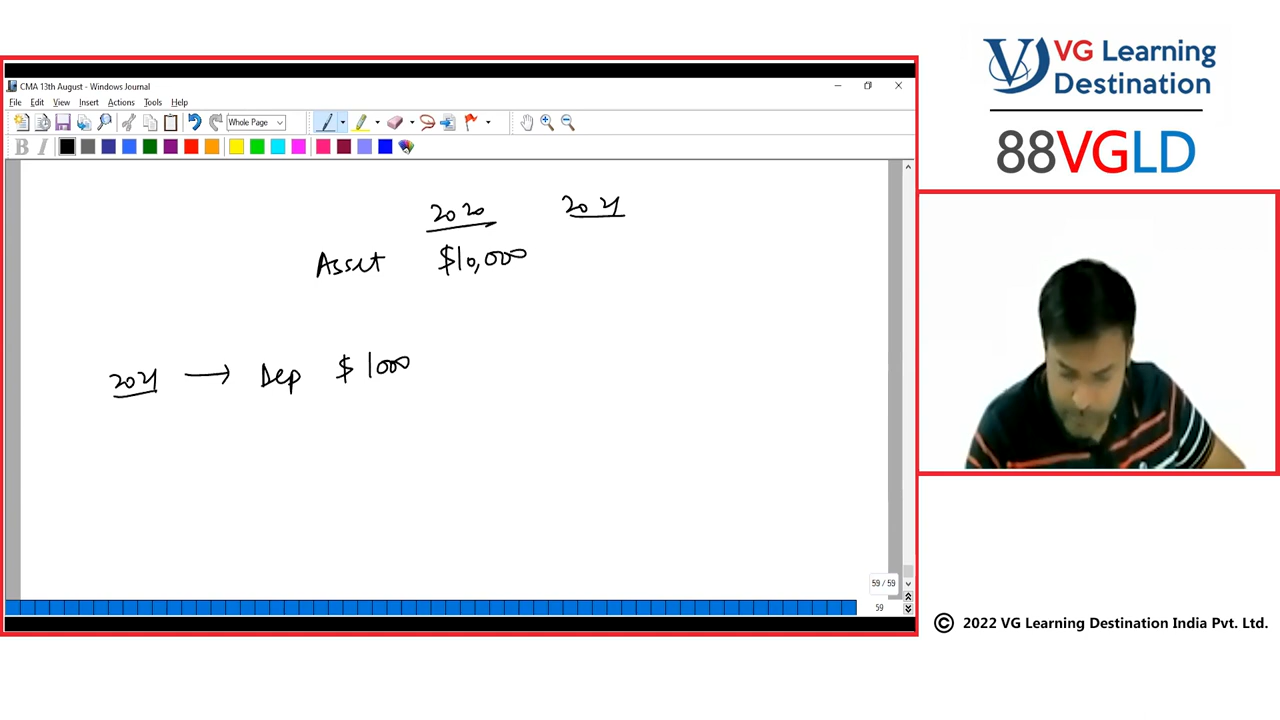 VG Learning
Destination
88VGLD
CMA 13th August - Windows Journal
File Edit View Insert Actions Tools Help
Whole Page
B I
2020 2021
Asset $10,000
2021 → Dep $1000
59 / 59
59
© 2022 VG Learning Destination India Pvt. Ltd.